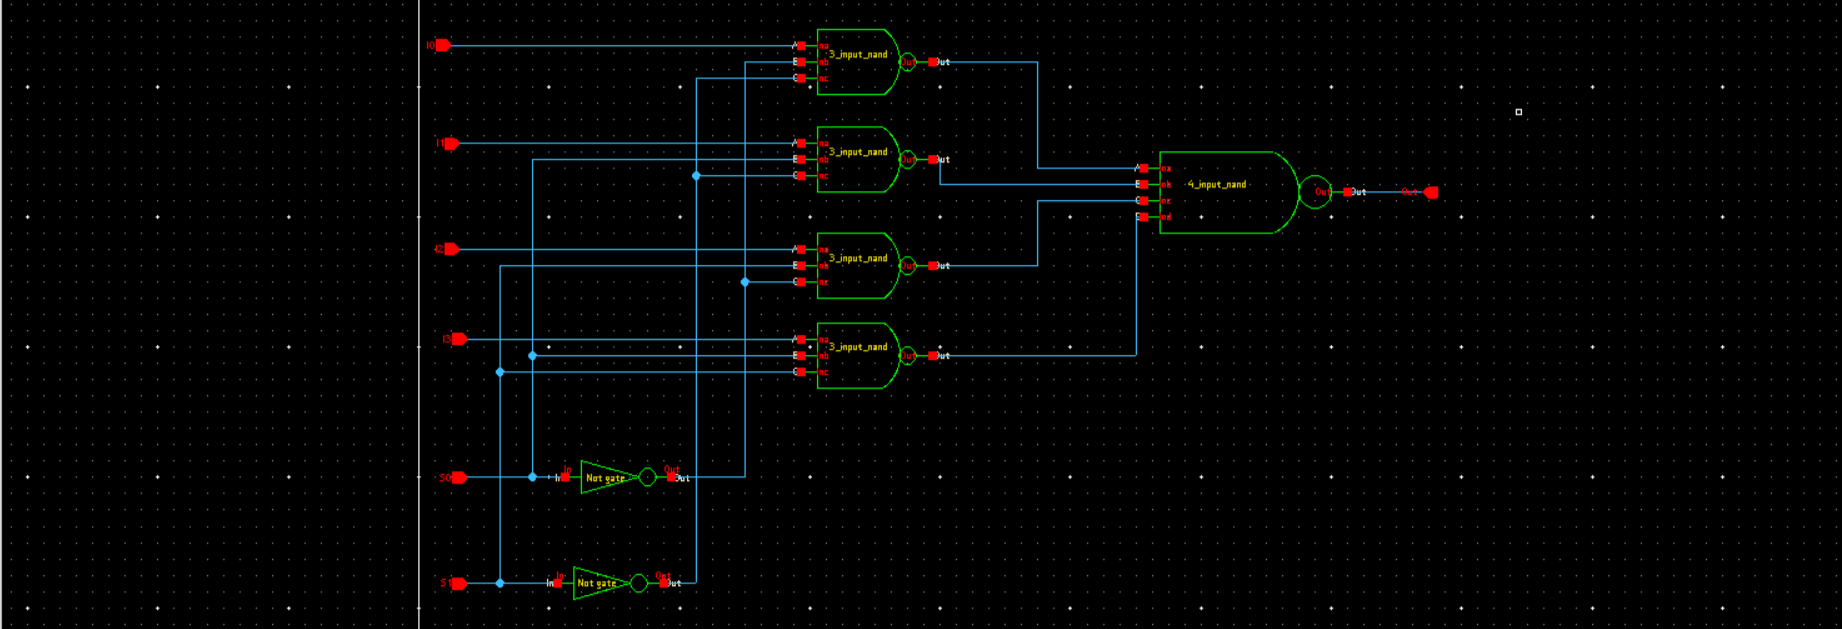 I0
A na
3_input_nand
B nb
Out Out
C nc
I1
A na
3_input_nand
B nb
Out Out
C nc
A na
B nb
4_input_nand
Out Out Out
C nc
nd
I2
A na
3_input_nand
B nb
Out Out
C nc
I3
A na
3_input_nand
B nb
Out Out
C nc
S0
In In
Not gate
Out Out
S1
In In
Not gate
Out Out